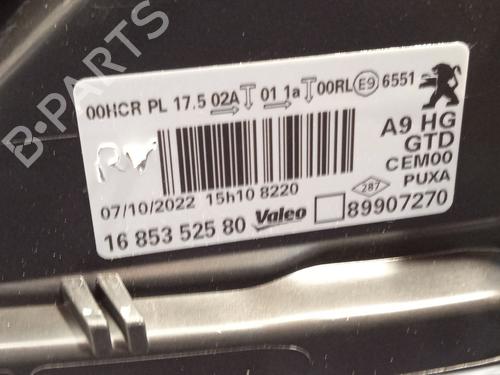 B-PARTS
00HCR PL 17.5 02A 01 1a 00RL E9 6551
A9 HG
GTD
CEM00
PUXA
RV
07/10/2022 15h10 8220
287
16 853 525 80 Valeo 89907270